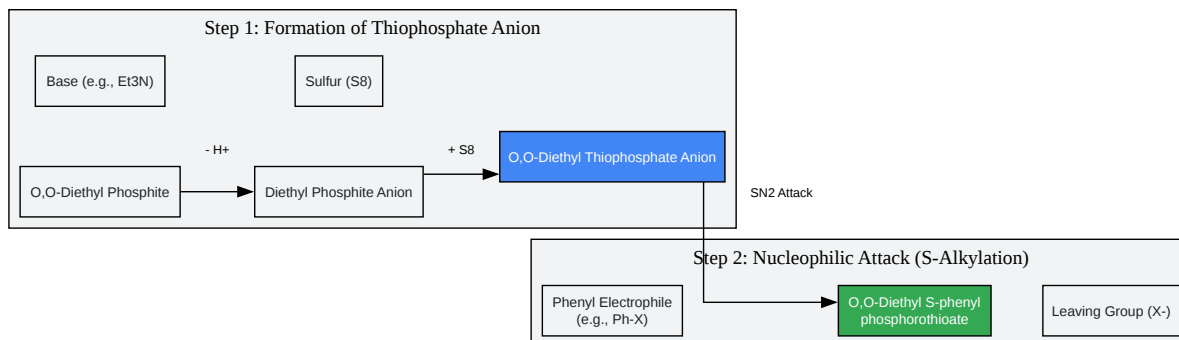 Step 1: Formation of Thiophosphate Anion
Base (e.g., Et3N)
Sulfur (S8)
- H+
+ S8
O,O-Diethyl Phosphite
Diethyl Phosphite Anion
O,O-Diethyl Thiophosphate Anion
SN2 Attack
Step 2: Nucleophilic Attack (S-Alkylation)
Phenyl Electrophile
(e.g., Ph-X)
O,O-Diethyl S-phenyl
phosphorothioate
Leaving Group (X-)